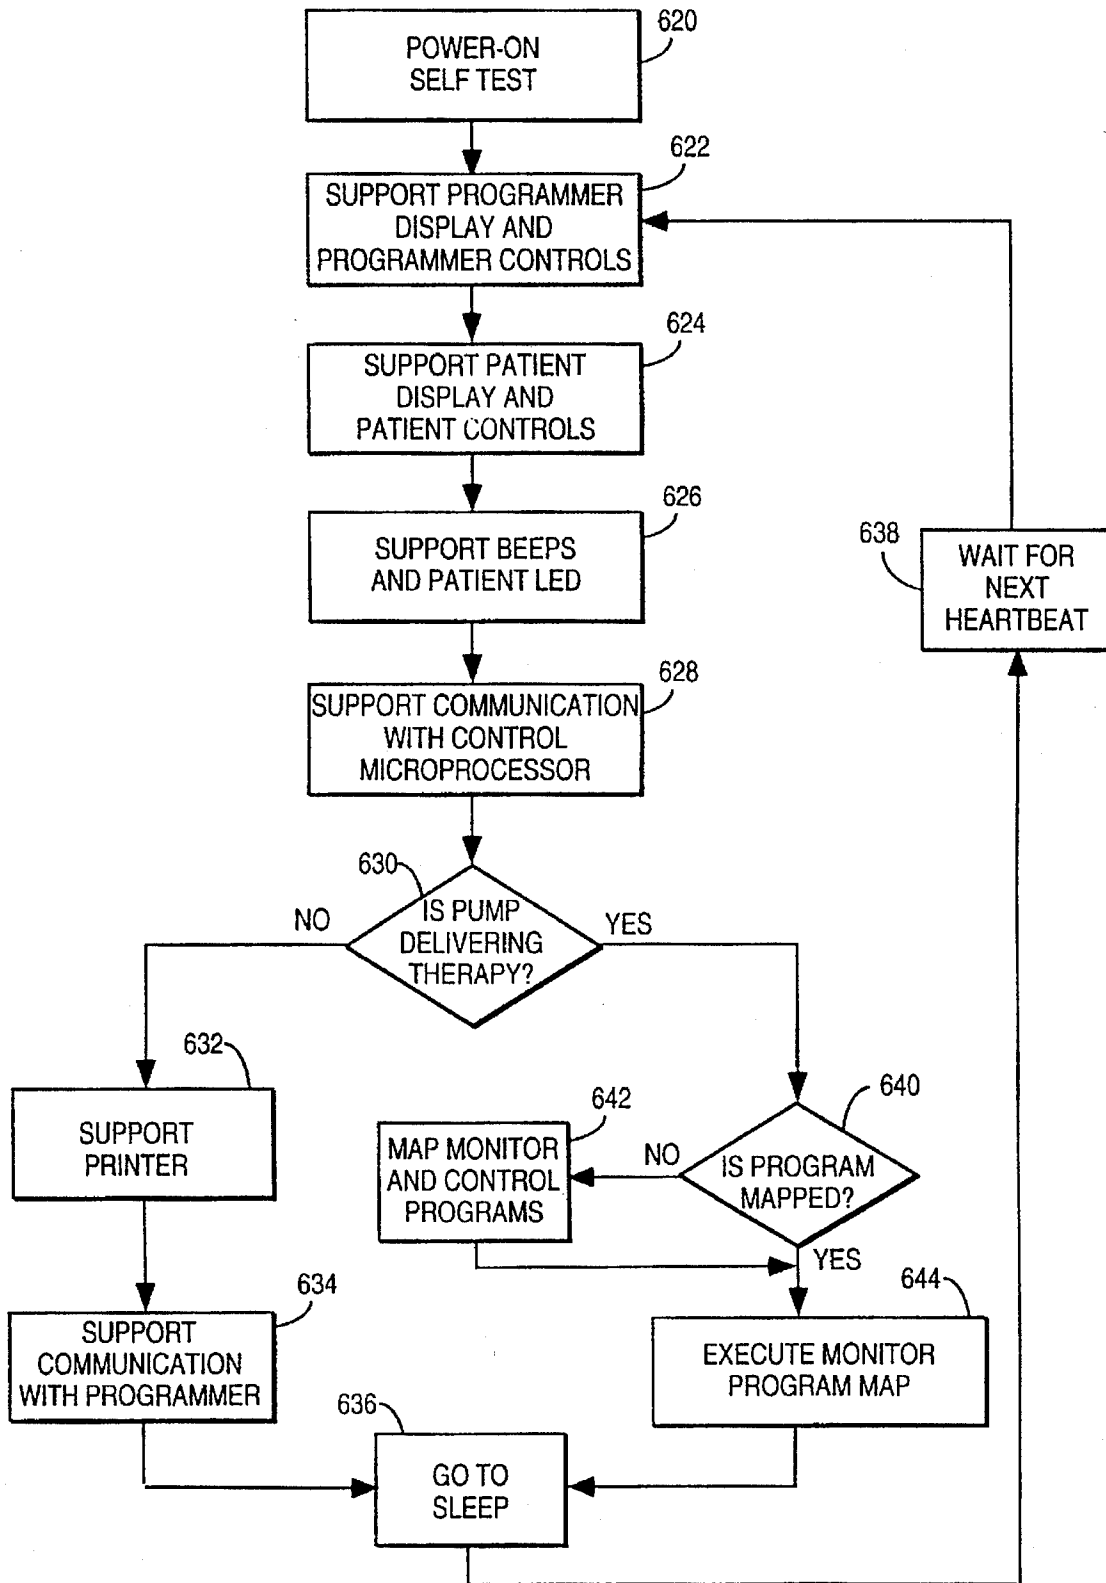 620
POWER-ON
SELF TEST
622
SUPPORT PROGRAMMER
DISPLAY AND
PROGRAMMER CONTROLS
624
SUPPORT PATIENT
DISPLAY AND
PATIENT CONTROLS
626
SUPPORT BEEPS
AND PATIENT LED
638
WAIT FOR
NEXT
HEARTBEAT
628
SUPPORT COMMUNICATION
WITH CONTROL
MICROPROCESSOR
630
IS PUMP
DELIVERING
THERAPY?
NO
YES
632
SUPPORT
PRINTER
640
IS PROGRAM
MAPPED?
NO
YES
642
MAP MONITOR
AND CONTROL
PROGRAMS
634
SUPPORT
COMMUNICATION
WITH PROGRAMMER
644
EXECUTE MONITOR
PROGRAM MAP
636
GO TO
SLEEP